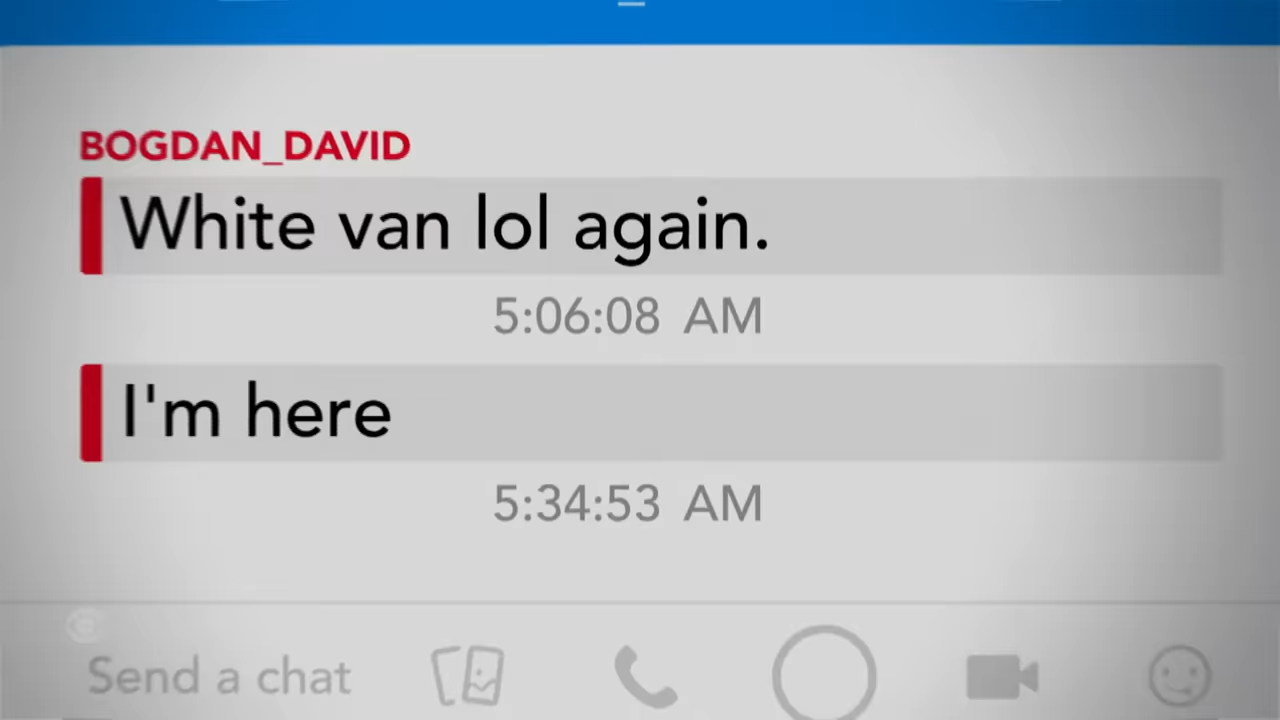 BOGDAN_DAVID
White van lol again.
5:06:08 AM
I'm here
5:34:53 AM
Send a chat